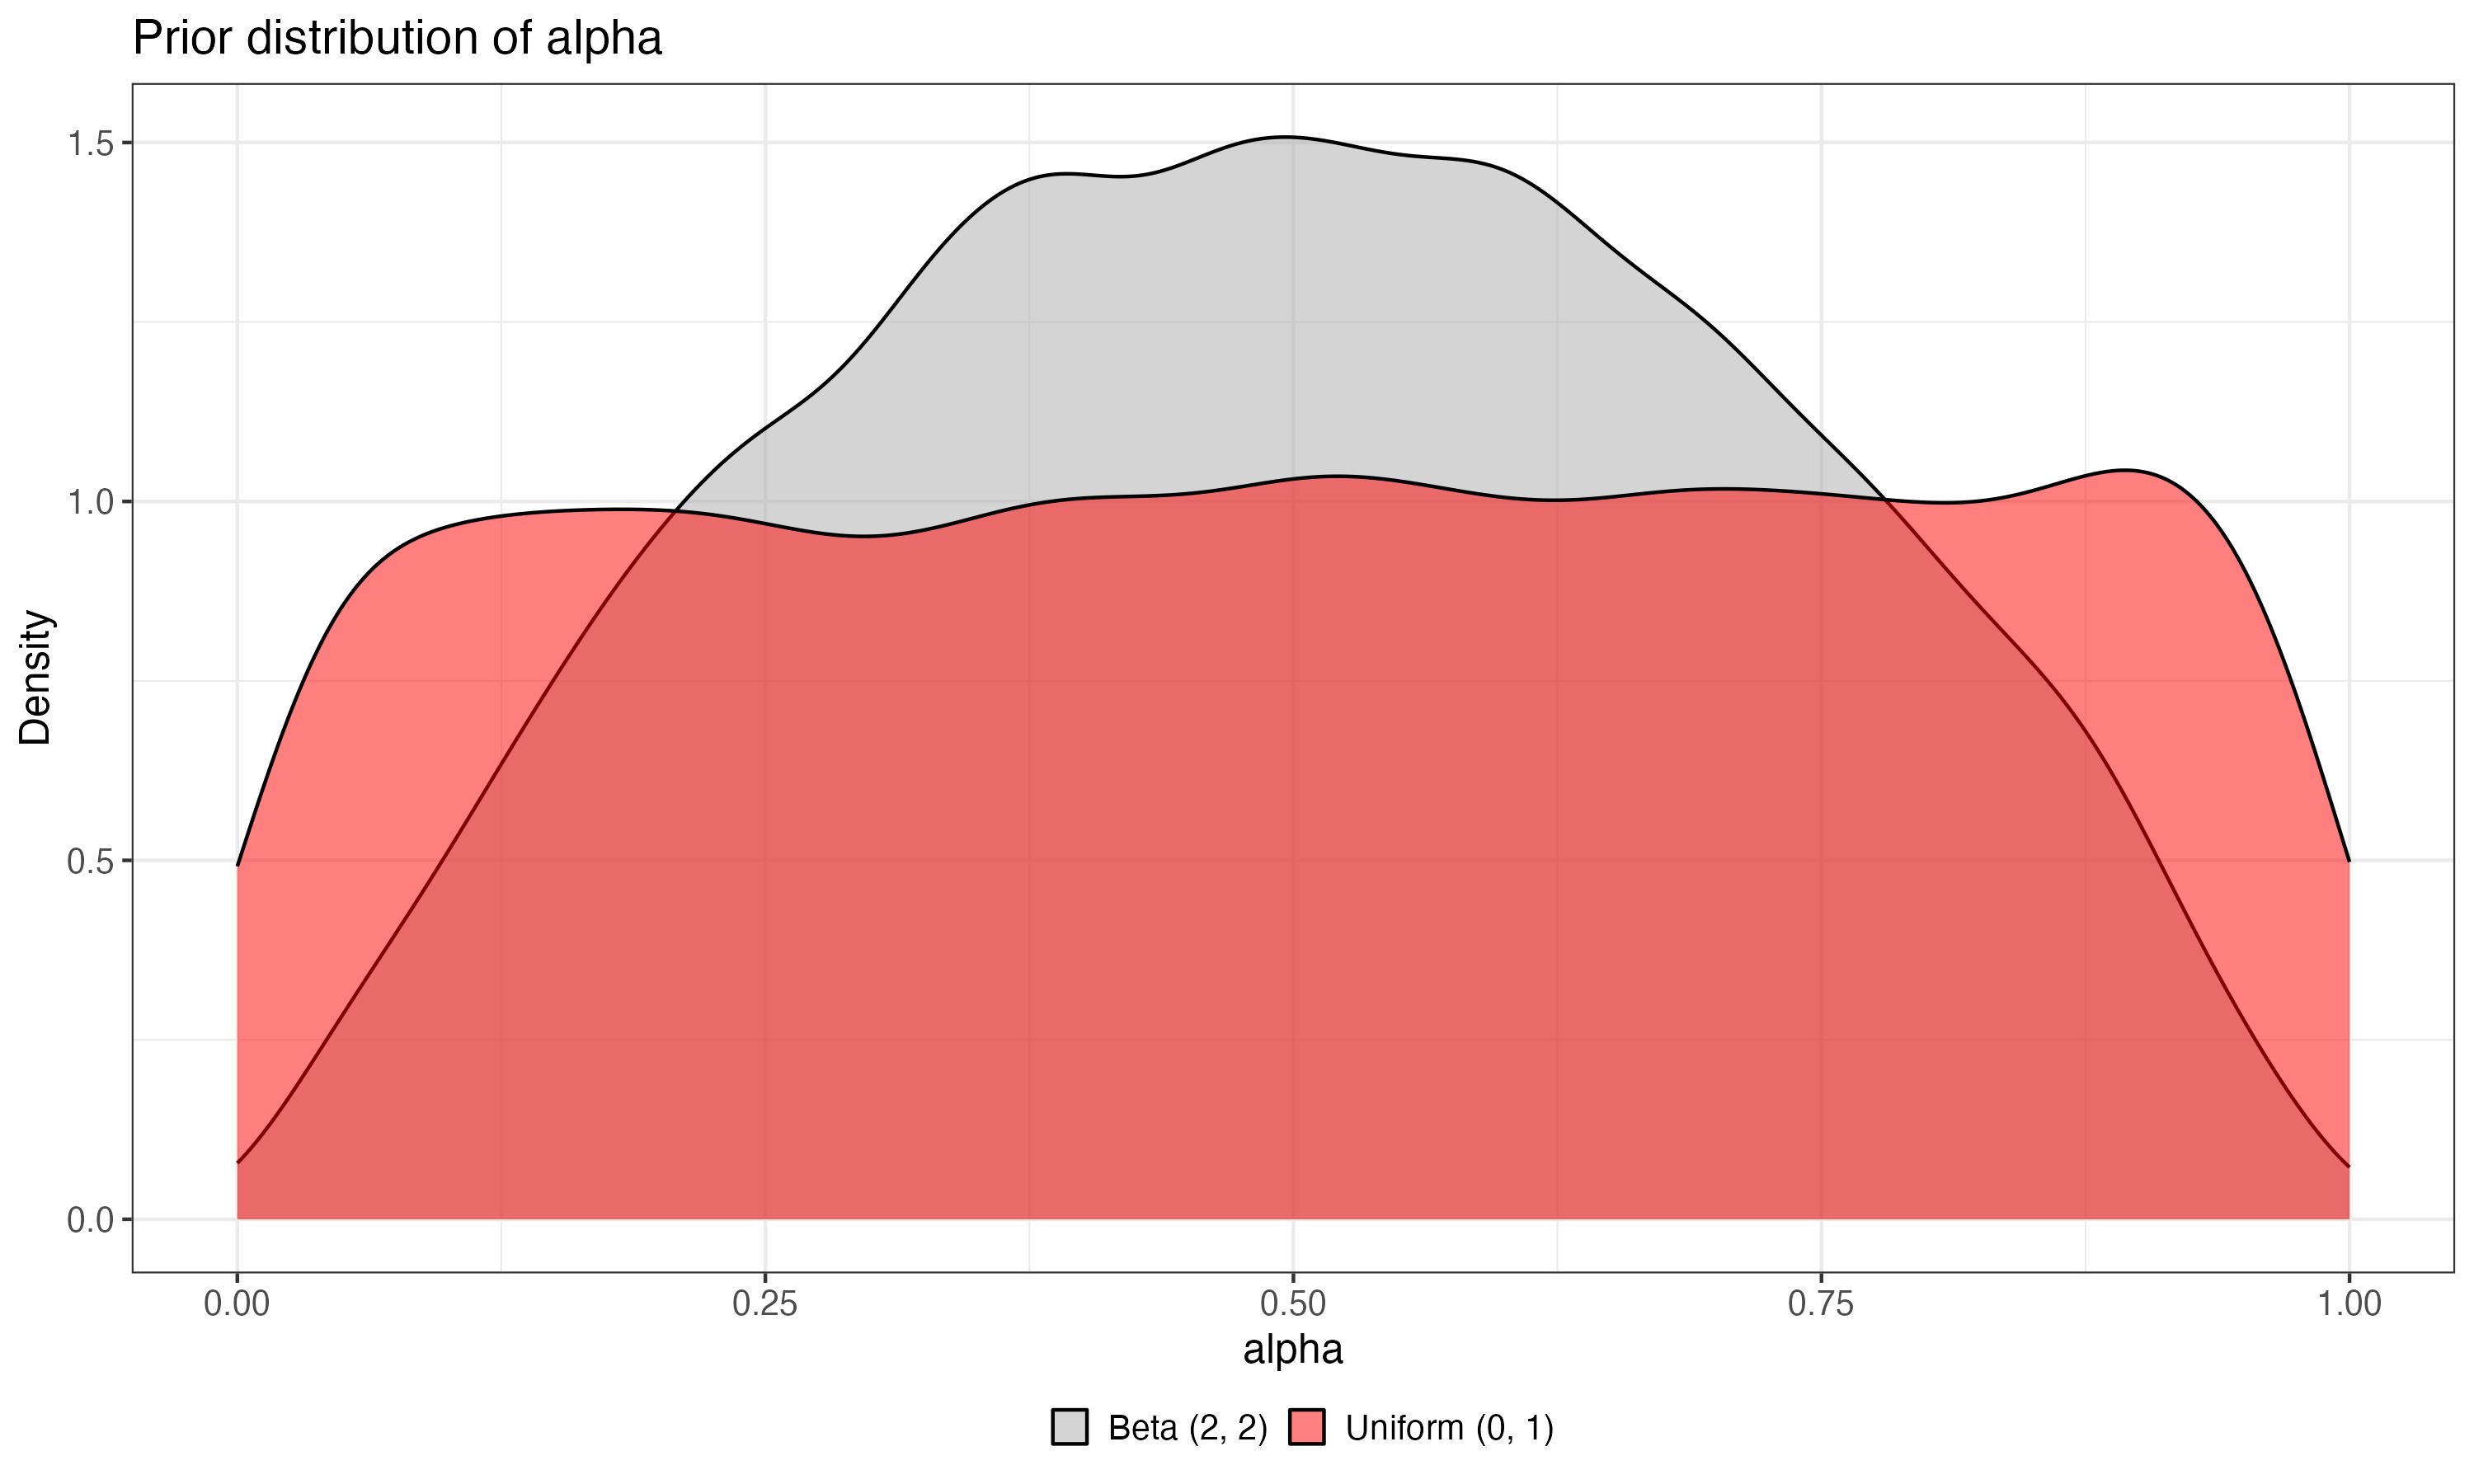 Prior distribution of alpha
1.5
1.0
0.5
0.0
Density
0.00 0.25 0.50 0.75 1.00
alpha
Beta (2, 2) Uniform (0, 1)